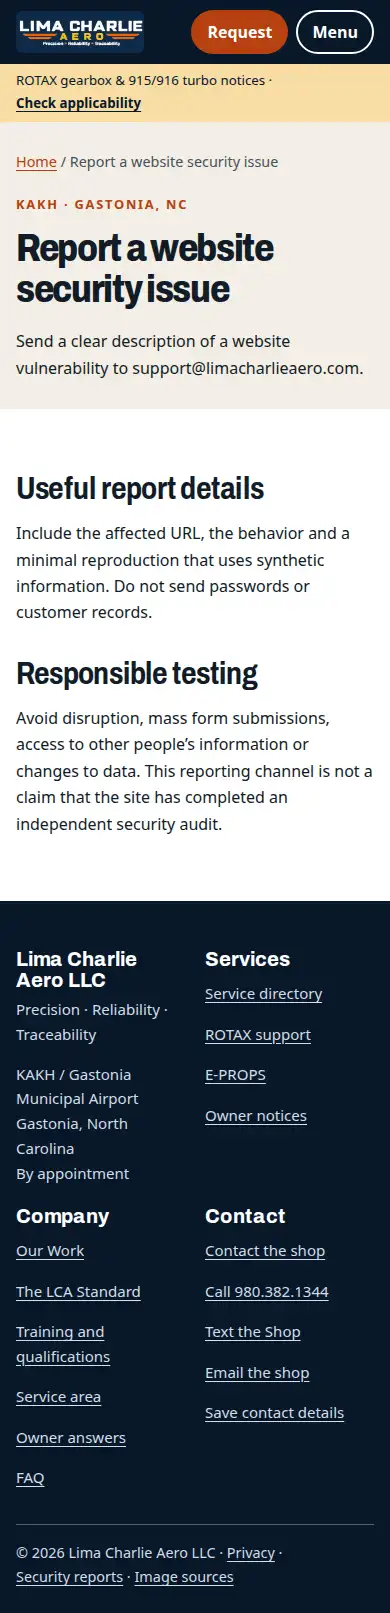 LIMA CHARLIE
AERO
Precision · Reliability · Traceability
Request
Menu
ROTAX gearbox & 915/916 turbo notices ·
Check applicability
Home / Report a website security issue
KAKH · GASTONIA, NC
Report a website
security issue
Send a clear description of a website
vulnerability to support@limacharlieaero.com.
Useful report details
Include the affected URL, the behavior and a
minimal reproduction that uses synthetic
information. Do not send passwords or
customer records.
Responsible testing
Avoid disruption, mass form submissions,
access to other people’s information or
changes to data. This reporting channel is not a
claim that the site has completed an
independent security audit.
Lima Charlie
Aero LLC
Precision · Reliability ·
Traceability
KAKH / Gastonia
Municipal Airport
Gastonia, North
Carolina
By appointment
Services
Service directory
ROTAX support
E-PROPS
Owner notices
Company
Our Work
The LCA Standard
Training and
qualifications
Service area
Owner answers
FAQ
Contact
Contact the shop
Call 980.382.1344
Text the Shop
Email the shop
Save contact details
© 2026 Lima Charlie Aero LLC · Privacy ·
Security reports · Image sources